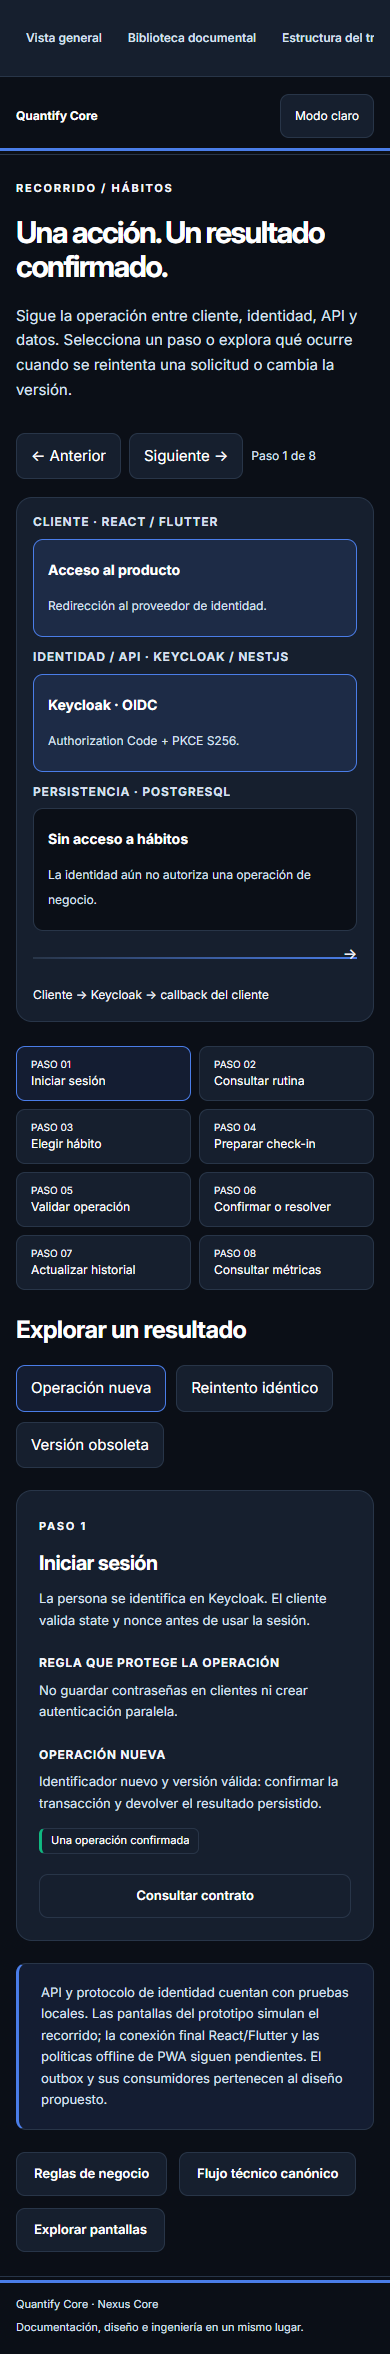 Vista general
Biblioteca documental
Estructura del tr
Quantify Core
Modo claro
RECORRIDO / HÁBITOS
Una acción. Un resultado
confirmado.
Sigue la operación entre cliente, identidad, API y
datos. Selecciona un paso o explora qué ocurre
cuando se reintenta una solicitud o cambia la
versión.
← Anterior
Siguiente →
Paso 1 de 8
CLIENTE · REACT / FLUTTER
Acceso al producto
Redirección al proveedor de identidad.
IDENTIDAD / API · KEYCLOAK / NESTJS
Keycloak · OIDC
Authorization Code + PKCE S256.
PERSISTENCIA · POSTGRESQL
Sin acceso a hábitos
La identidad aún no autoriza una operación de
negocio.
→
Cliente → Keycloak → callback del cliente
PASO 01
Iniciar sesión
PASO 02
Consultar rutina
PASO 03
Elegir hábito
PASO 04
Preparar check-in
PASO 05
Validar operación
PASO 06
Confirmar o resolver
PASO 07
Actualizar historial
PASO 08
Consultar métricas
Explorar un resultado
Operación nueva
Reintento idéntico
Versión obsoleta
PASO 1
Iniciar sesión
La persona se identifica en Keycloak. El cliente
valida state y nonce antes de usar la sesión.
REGLA QUE PROTEGE LA OPERACIÓN
No guardar contraseñas en clientes ni crear
autenticación paralela.
OPERACIÓN NUEVA
Identificador nuevo y versión válida: confirmar la
transacción y devolver el resultado persistido.
Una operación confirmada
Consultar contrato
API y protocolo de identidad cuentan con pruebas
locales. Las pantallas del prototipo simulan el
recorrido; la conexión final React/Flutter y las
políticas offline de PWA siguen pendientes. El
outbox y sus consumidores pertenecen al diseño
propuesto.
Reglas de negocio
Flujo técnico canónico
Explorar pantallas
Quantify Core · Nexus Core
Documentación, diseño e ingeniería en un mismo lugar.